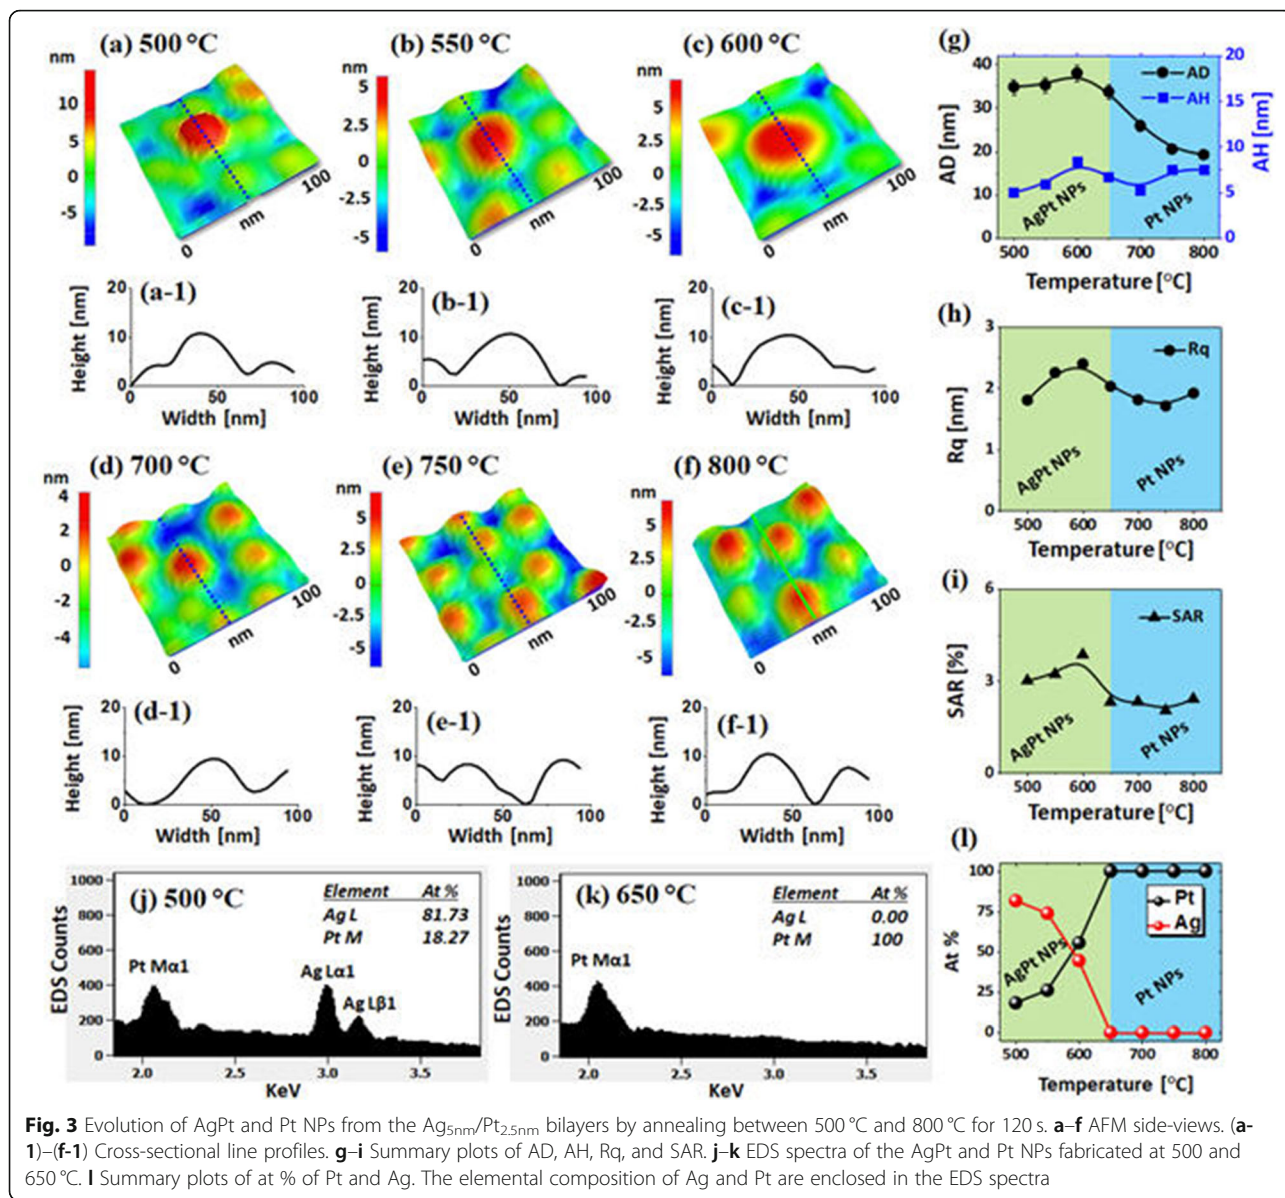 (a) 500 °C
nm
10
5
0
-5
0
nm
100
(b) 550 °C
nm
5
2.5
0
-2.5
-5
0
nm
100
(c) 600 °C
nm
5
2.5
0
-2.5
-5
0
nm
100
(a-1)
Height [nm]
20
10
0
0
50
100
Width [nm]
(b-1)
Height [nm]
20
10
0
0
50
100
Width [nm]
(c-1)
Height [nm]
20
10
0
0
50
100
Width [nm]
(d) 700 °C
nm
4
2
0
-2
-4
0
nm
100
(e) 750 °C
nm
5
2.5
0
-2.5
-5
0
nm
100
(f) 800 °C
nm
5
2.5
0
-2.5
-5
0
nm
100
(d-1)
Height [nm]
20
10
0
0
50
100
Width [nm]
(e-1)
Height [nm]
20
10
0
0
50
100
Width [nm]
(f-1)
Height [nm]
20
10
0
0
50
100
Width [nm]
(g)
AD [nm]
40
30
20
10
0
AD
AH
AH [nm]
20
15
10
5
0
AgPt NPs
Pt NPs
500 600 700 800
Temperature [°C]
(h)
Rq [nm]
3
2
1
0
Rq
AgPt NPs
Pt NPs
500 600 700 800
Temperature [°C]
(i)
SAR [%]
6
3
0
SAR
AgPt NPs
Pt NPs
500 600 700 800
Temperature [°C]
(j) 500 °C
EDS Counts
1000
800
600
400
200
0
Element At %
Ag L 81.73
Pt M 18.27
Pt Mα1
Ag Lα1
Ag Lβ1
2.0 2.5 3.0 3.5
KeV
(k) 650 °C
EDS Counts
1000
800
600
400
200
0
Element At %
Ag L 0.00
Pt M 100
Pt Mα1
2.0 2.5 3.0 3.5
KeV
(l)
At %
100
75
50
25
0
Pt
Ag
AgPt NPs
Pt NPs
500 600 700 800
Temperature [°C]
Fig. 3 Evolution of AgPt and Pt NPs from the Ag5nm/Pt2.5nm bilayers by annealing between 500 °C and 800 °C for 120 s. a–f AFM side-views. (a-
1)–(f-1) Cross-sectional line profiles. g–i Summary plots of AD, AH, Rq, and SAR. j–k EDS spectra of the AgPt and Pt NPs fabricated at 500 and
650 °C. l Summary plots of at % of Pt and Ag. The elemental composition of Ag and Pt are enclosed in the EDS spectra